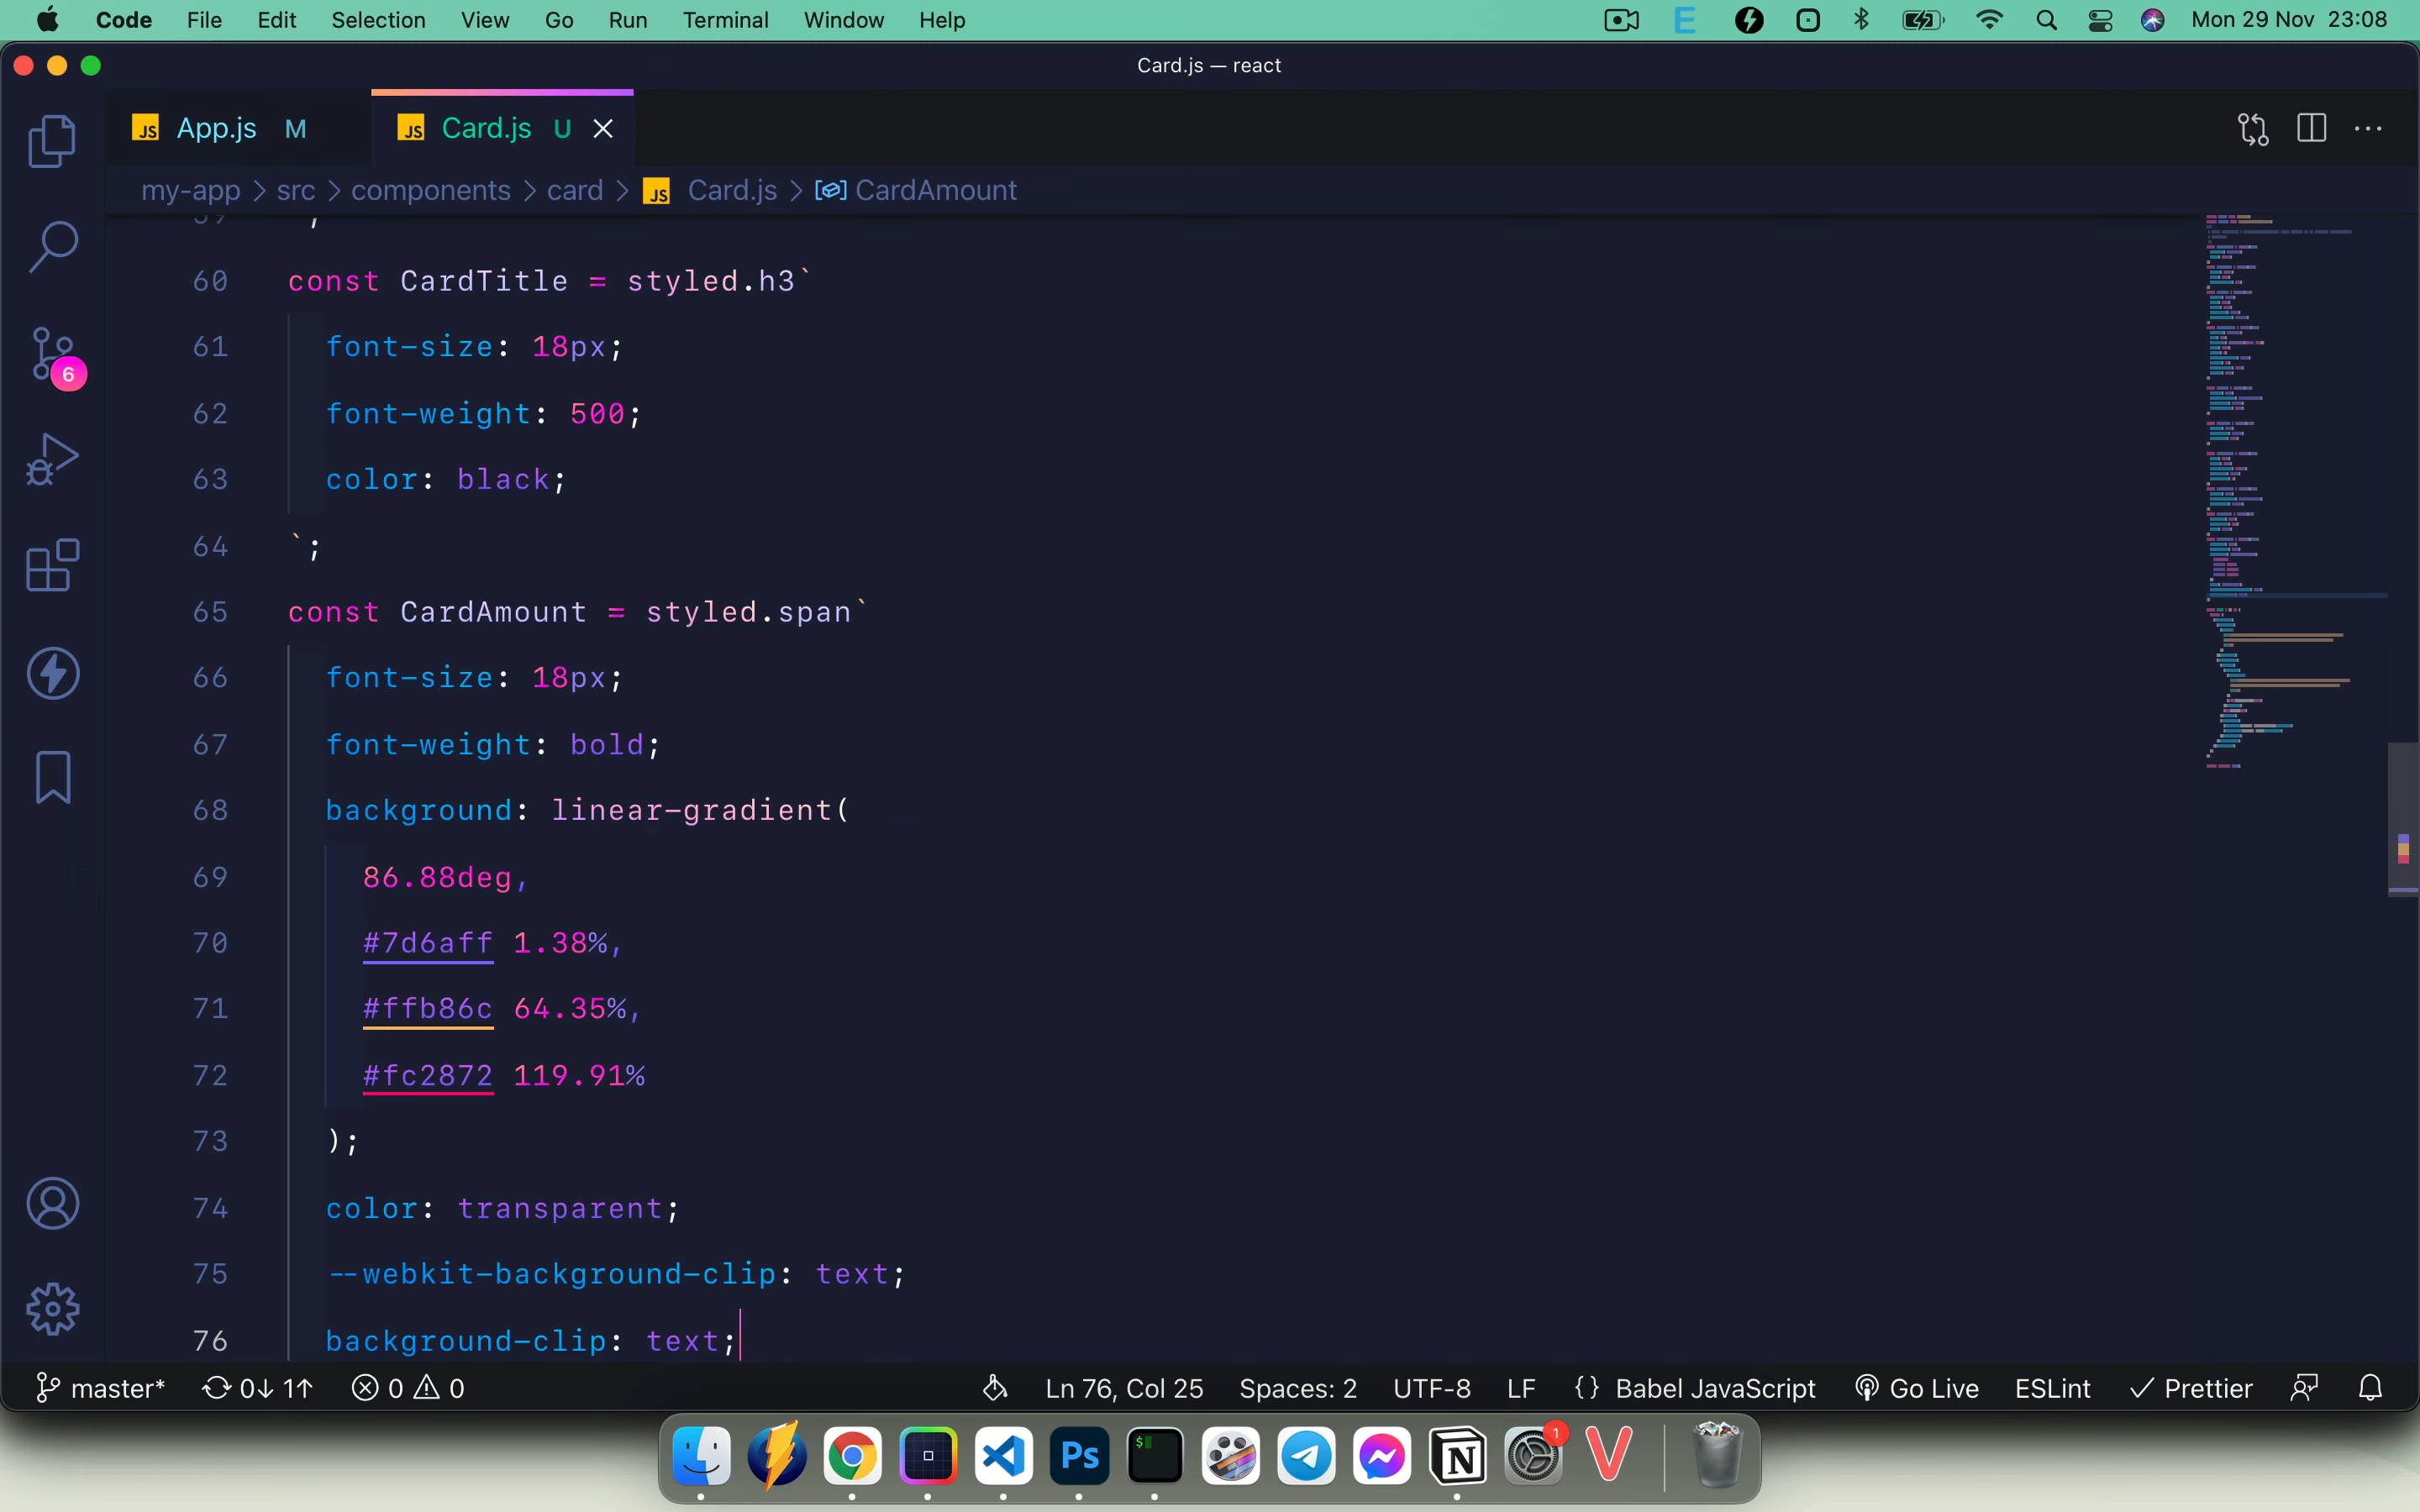 Code File Edit Selection View Go Run Terminal Window Help E Mon 29 Nov 23:08
Card.js — react
JS App.js M JS Card.js U
my-app > src > components > card > JS Card.js > CardAmount
60 const CardTitle = styled.h3`
61 font-size: 18px;
62 font-weight: 500;
63 color: black;
64 `;
65 const CardAmount = styled.span`
66 font-size: 18px;
67 font-weight: bold;
68 background: linear-gradient(
69 86.88deg,
70 #7d6aff 1.38%,
71 #ffb86c 64.35%,
72 #fc2872 119.91%
73 );
74 color: transparent;
75 --webkit-background-clip: text;
76 background-clip: text;
6
master* 0↓ 1↑ 0 0 Ln 76, Col 25 Spaces: 2 UTF-8 LF {} Babel JavaScript Go Live ESLint Prettier
Ps $ N 1 V